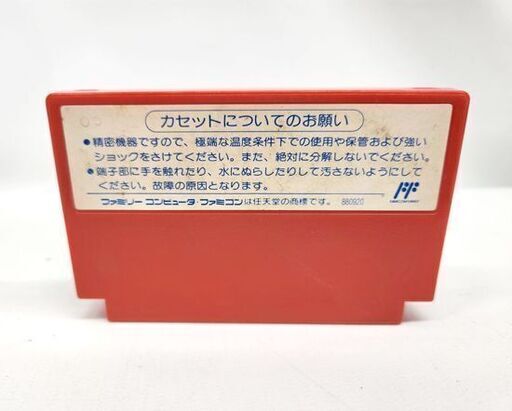 カセットについてのお願い
●精密機器ですので、極端な温度条件下での使用や保管および強い
ショックをさけてください。また、絶対に分解しないでください。
●端子部に手を触れたり、水にぬらしたりして汚さないようにして
ください。故障の原因となります。
ファミリーコンピュータ・ファミコンは任天堂の商標です。 880920